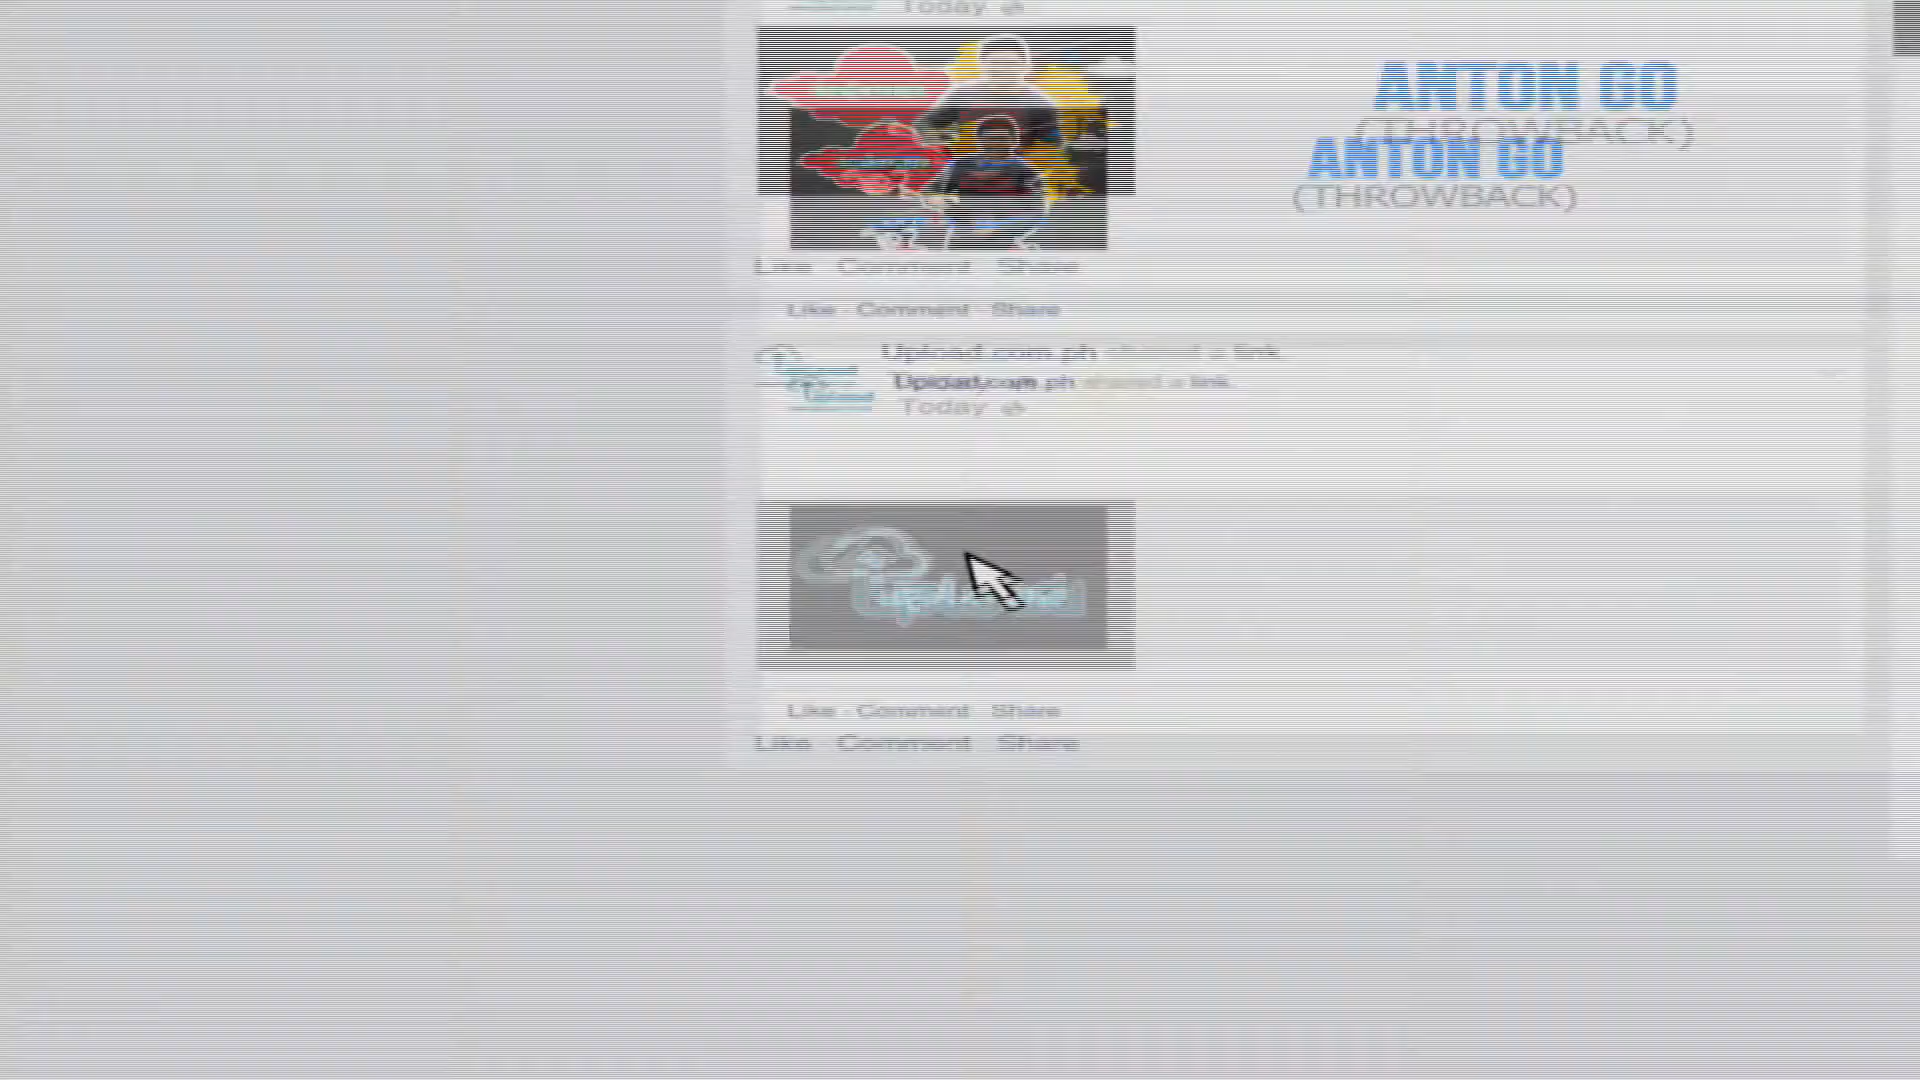 Today
ANTON GO
(THROWBACK)
ANTON GO
(THROWBACK)
Like · Comment · Share
Like · Comment · Share
Upload.com.ph shared a link.
Upload.com.ph shared a link.
Today
Like · Comment · Share
Like · Comment · Share